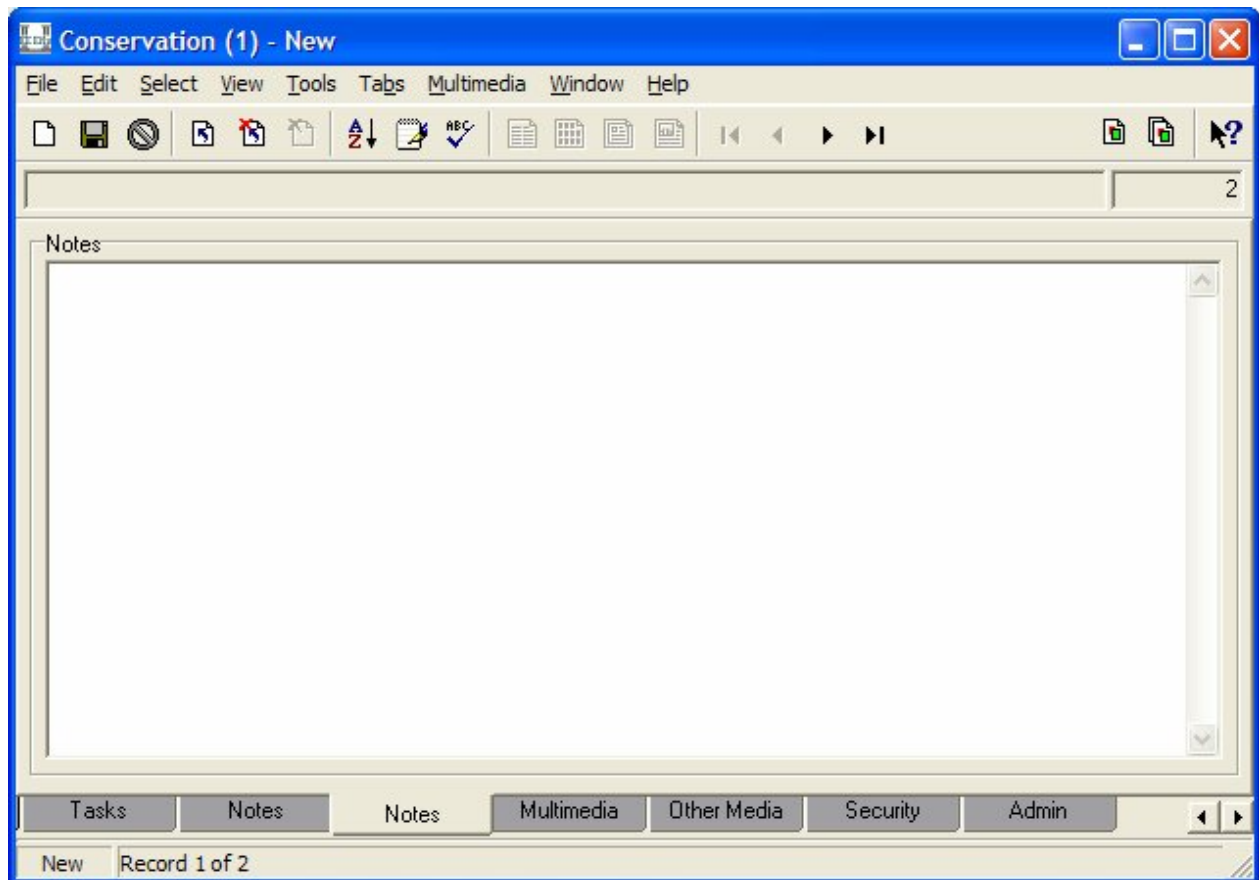 Conservation (1) - New
File Edit Select View Tools Tabs Multimedia Window Help
A Z ABC ?
2
Notes
Tasks Notes Notes Multimedia Other Media Security Admin
New Record 1 of 2